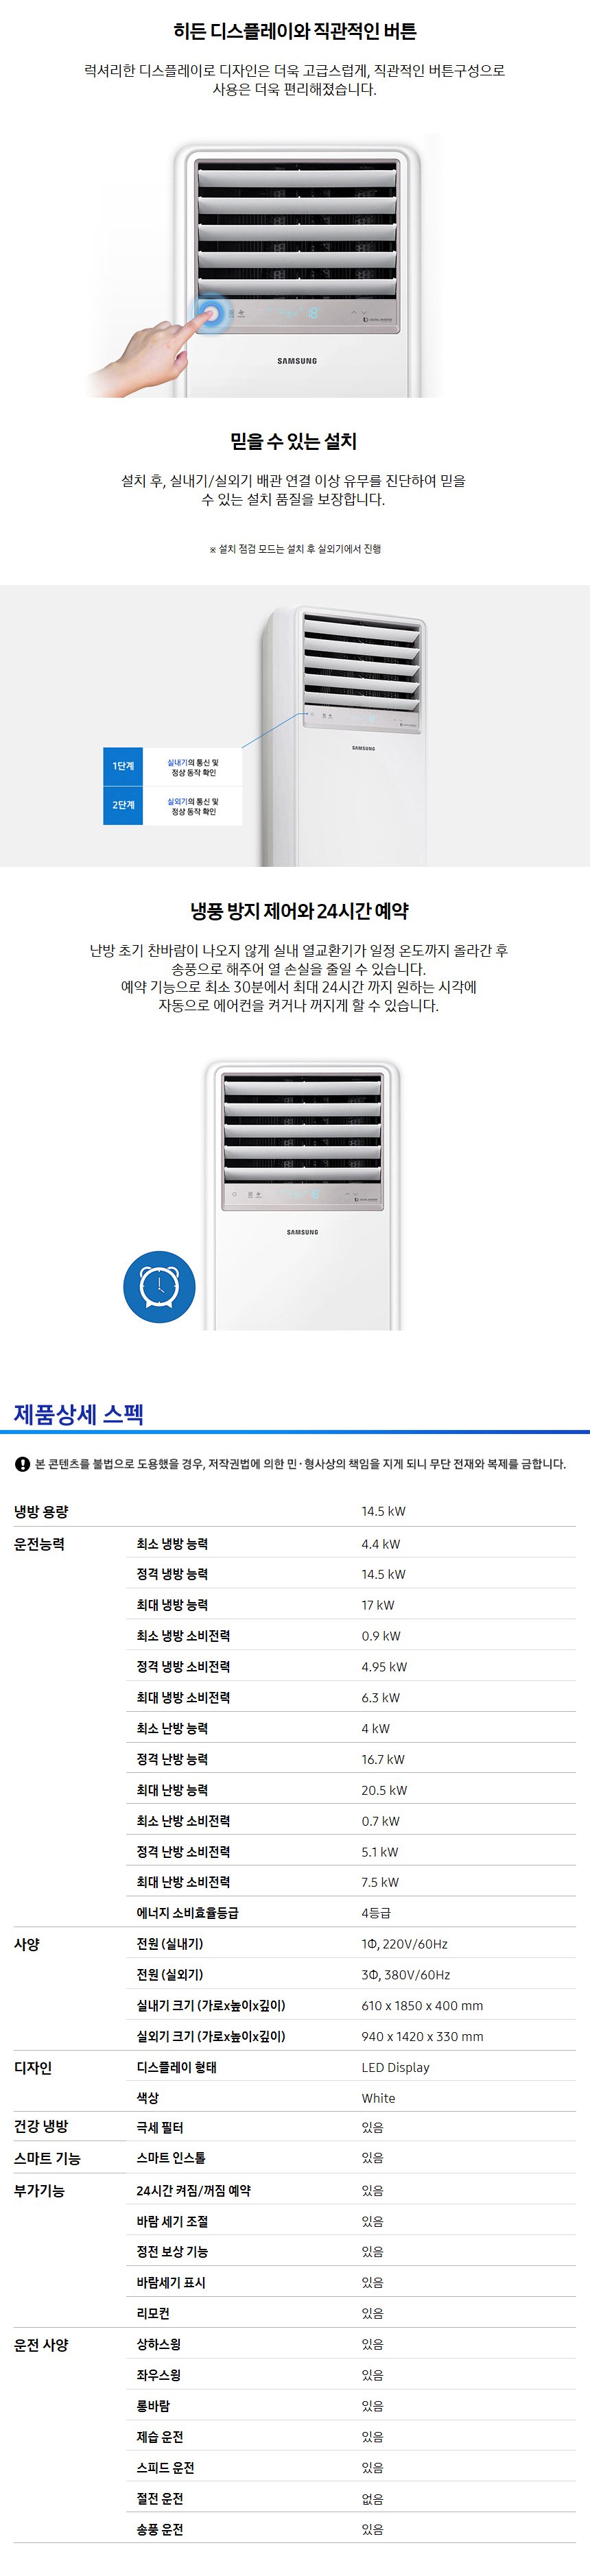 히든 디스플레이와 직관적인 버튼
럭셔리한 디스플레이로 디자인은 더욱 고급스럽게, 직관적인 버튼구성으로
사용은 더욱 편리해졌습니다.
8
SAMSUNG
믿을 수 있는 설치
설치 후, 실내기/실외기 배관 연결 이상 유무를 진단하여 믿을
수 있는 설치 품질을 보장합니다.
※ 설치 점검 모드는 설치 후 실외기에서 진행
SAMSUNG
1단계 실내기의 통신 및
정상 동작 확인
2단계 실외기의 통신 및
정상 동작 확인
냉풍 방지 제어와 24시간 예약
난방 초기 찬바람이 나오지 않게 실내 열교환기가 일정 온도까지 올라간 후
송풍으로 해주어 열 손실을 줄일 수 있습니다.
예약 기능으로 최소 30분에서 최대 24시간 까지 원하는 시각에
자동으로 에어컨을 켜거나 꺼지게 할 수 있습니다.
8
SAMSUNG
제품상세 스펙
본 콘텐츠를 불법으로 도용했을 경우, 저작권법에 의한 민·형사상의 책임을 지게 되니 무단 전재와 복제를 금합니다.
냉방 용량 14.5 kW
운전능력 최소 냉방 능력 4.4 kW
정격 냉방 능력 14.5 kW
최대 냉방 능력 17 kW
최소 냉방 소비전력 0.9 kW
정격 냉방 소비전력 4.95 kW
최대 냉방 소비전력 6.3 kW
최소 난방 능력 4 kW
정격 난방 능력 16.7 kW
최대 난방 능력 20.5 kW
최소 난방 소비전력 0.7 kW
정격 난방 소비전력 5.1 kW
최대 난방 소비전력 7.5 kW
에너지 소비효율등급 4등급
사양 전원 (실내기) 1Φ, 220V/60Hz
전원 (실외기) 3Φ, 380V/60Hz
실내기 크기 (가로x높이x깊이) 610 x 1850 x 400 mm
실외기 크기 (가로x높이x깊이) 940 x 1420 x 330 mm
디자인 디스플레이 형태 LED Display
색상 White
건강 냉방 극세 필터 있음
스마트 기능 스마트 인스톨 있음
부가기능 24시간 켜짐/꺼짐 예약 있음
바람 세기 조절 있음
정전 보상 기능 있음
바람세기 표시 있음
리모컨 있음
운전 사양 상하스윙 있음
좌우스윙 있음
롱바람 있음
제습 운전 있음
스피드 운전 있음
절전 운전 없음
송풍 운전 있음